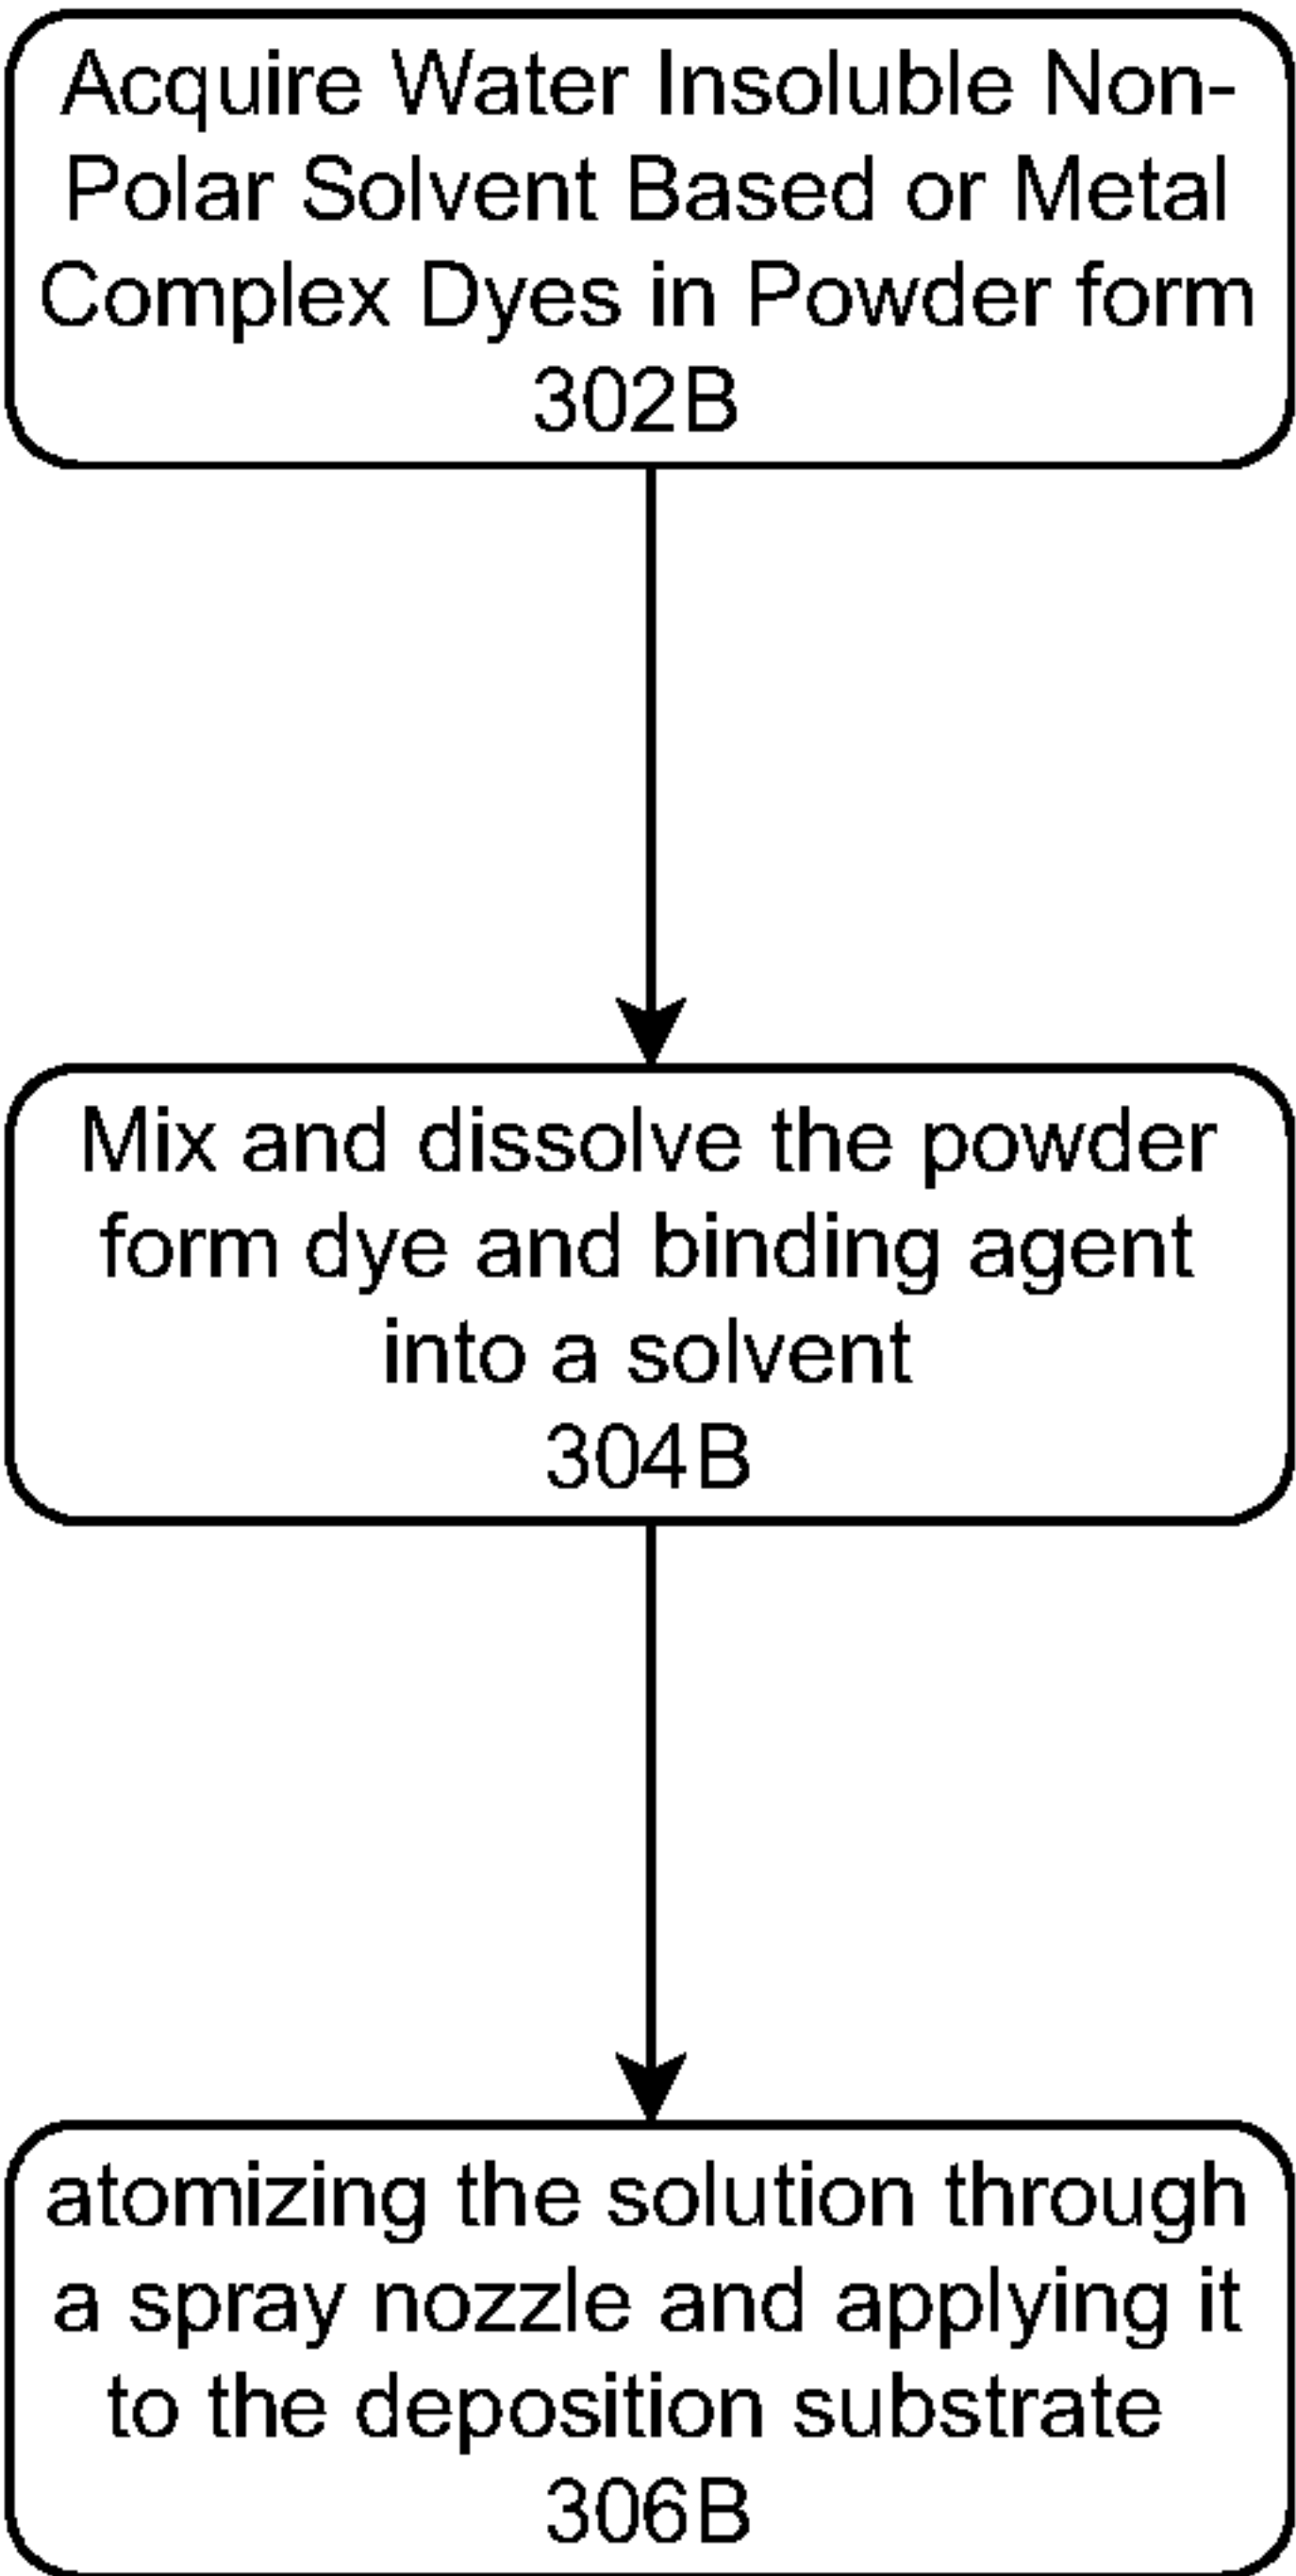 Acquire Water Insoluble Non-
Polar Solvent Based or Metal
Complex Dyes in Powder form
302B
Mix and dissolve the powder
form dye and binding agent
into a solvent
304B
atomizing the solution through
a spray nozzle and applying it
to the deposition substrate
306B